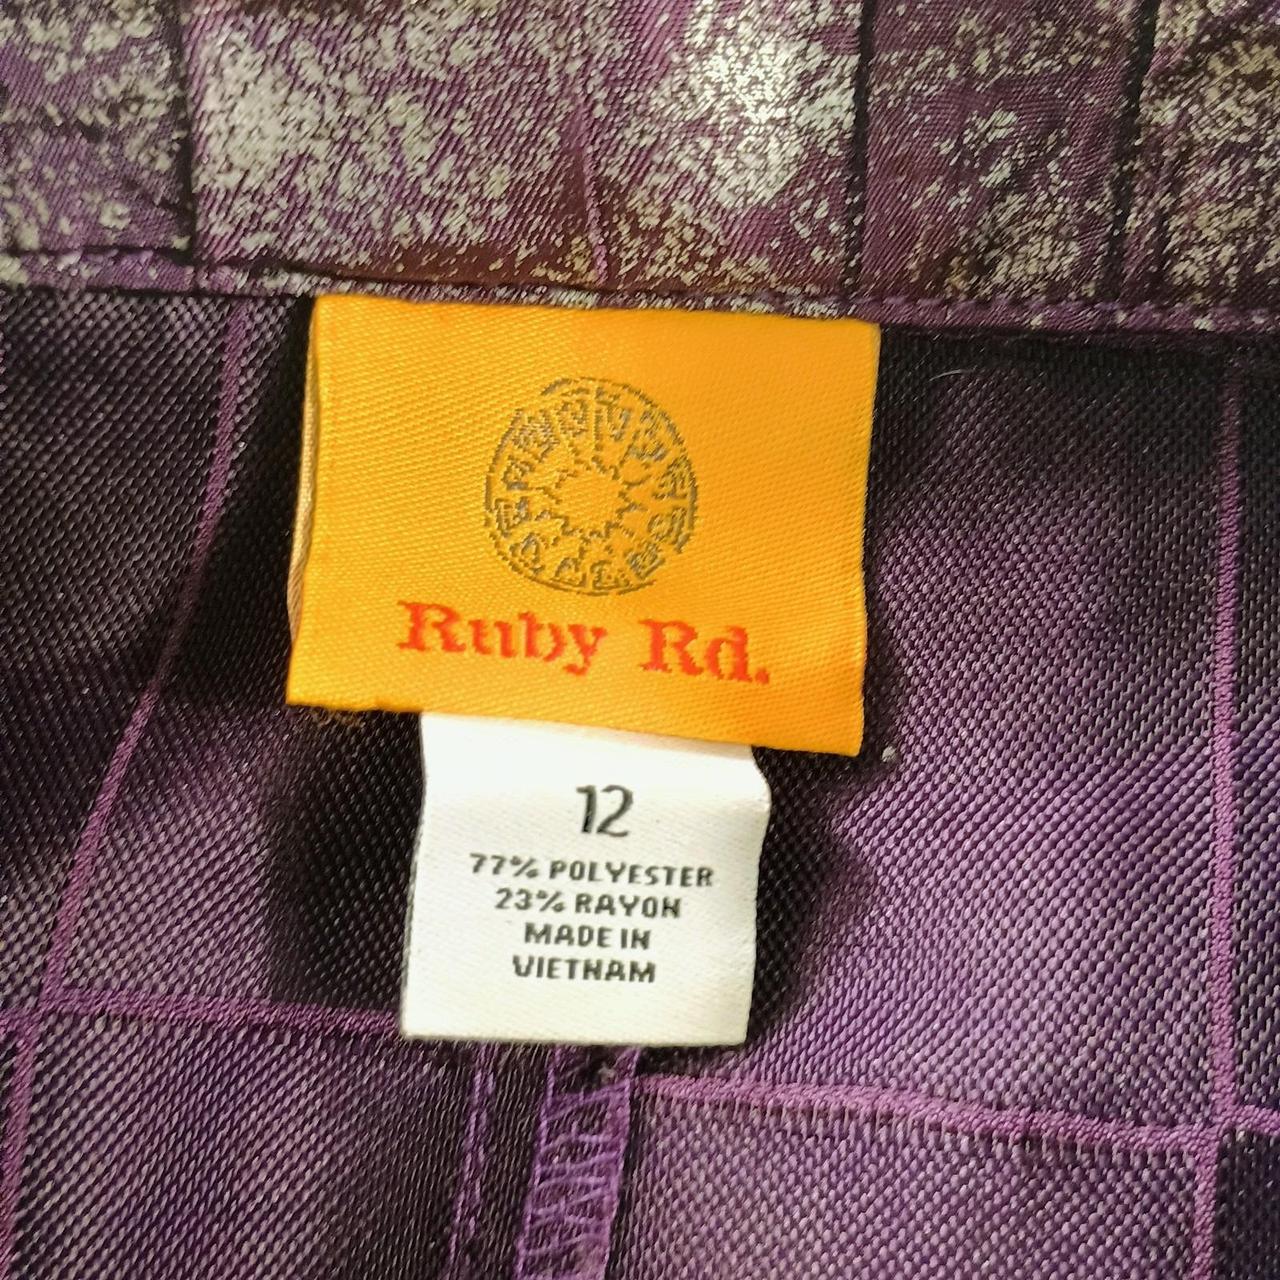 Ruby Rd.
12
77% POLYESTER
23% RAYON
MADE IN
VIETNAM